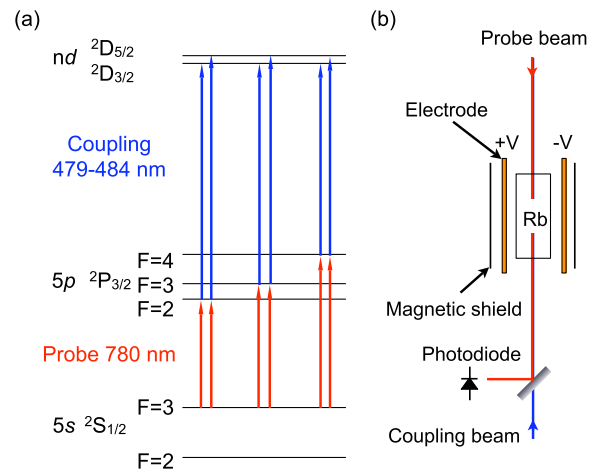 (a)
nd ²D₅/₂
²D₃/₂
Coupling
479-484 nm
F=4
5p ²P₃/₂ F=3
F=2
Probe 780 nm
F=3
5s ²S₁/₂
F=2
(b)
Probe beam
Electrode
+V
-V
Rb
Magnetic shield
Photodiode
Coupling beam